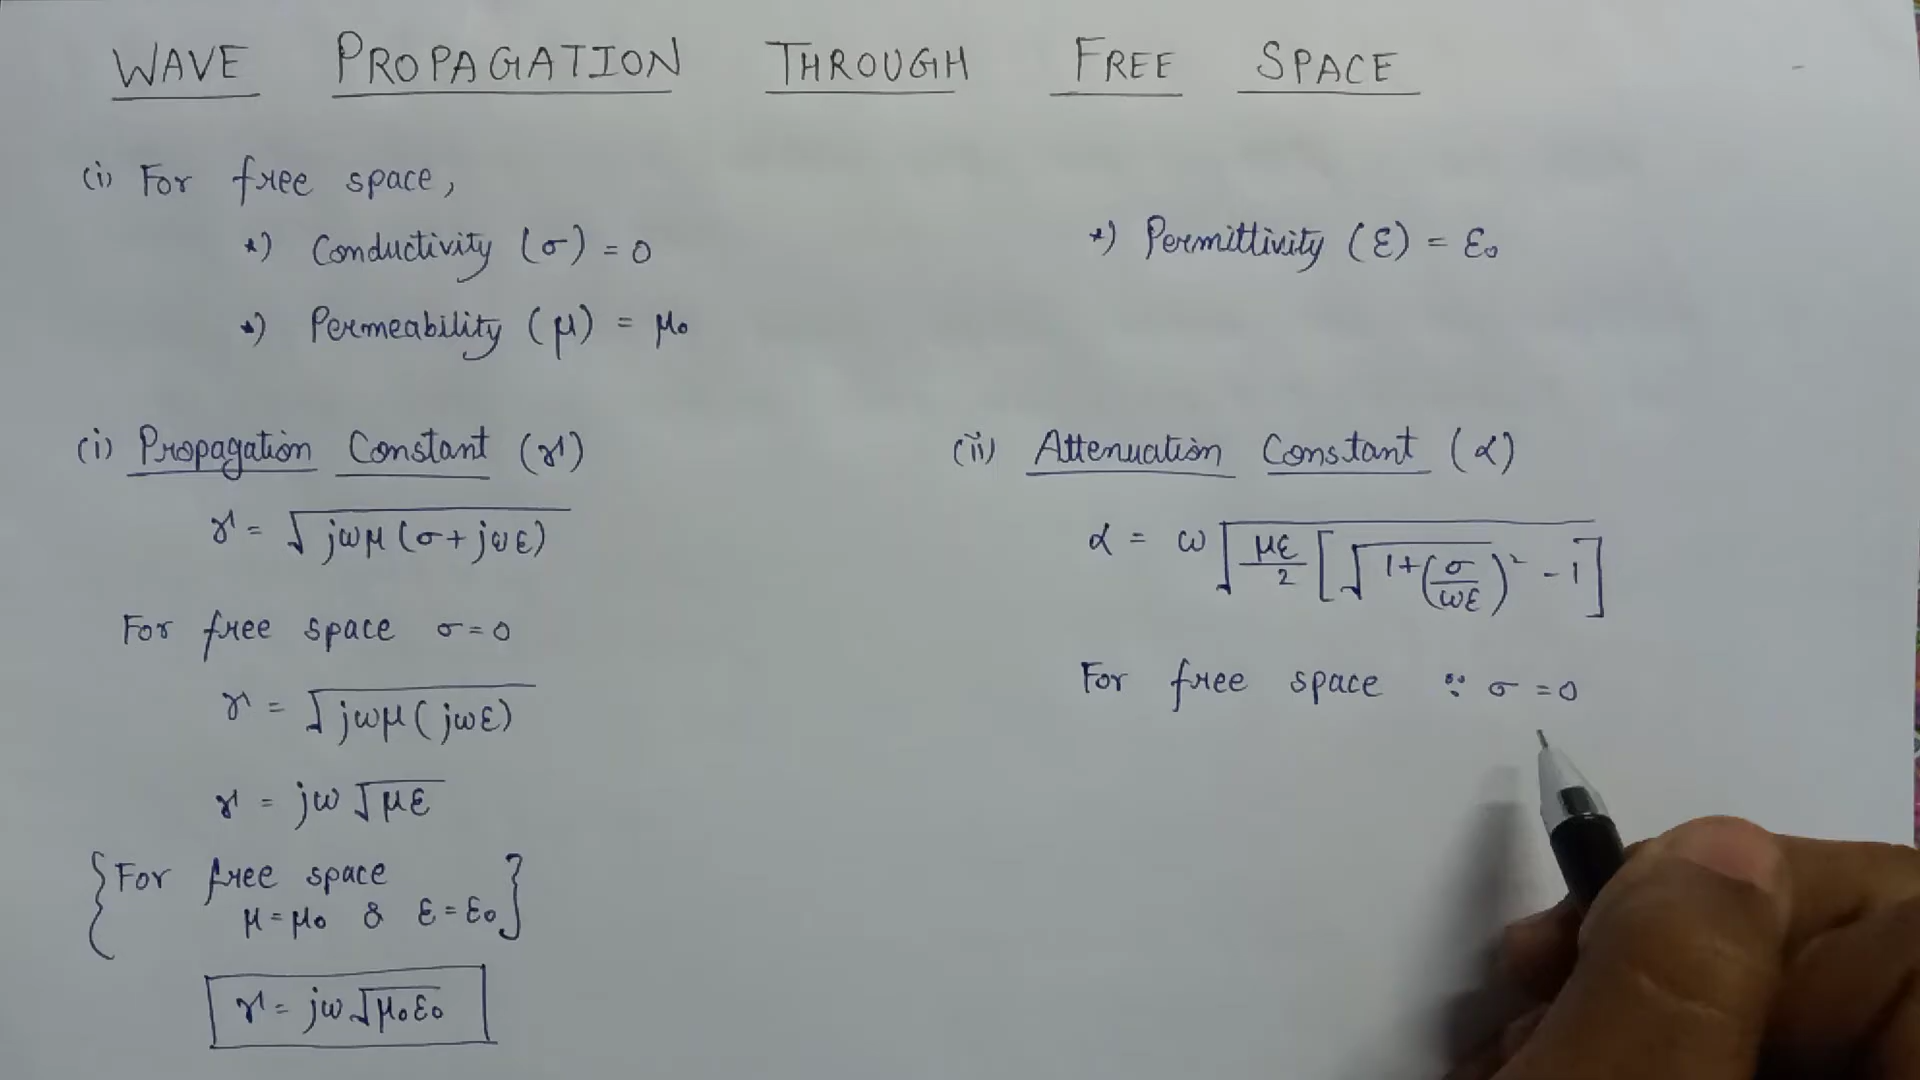 WAVE PROPAGATION THROUGH FREE SPACE
(i) For free space,
*) Conductivity (σ) = 0
*) Permeability (μ) = μ₀
*) Permittivity (ε) = ε₀
(i) Propagation Constant (γ)
γ = √(jωμ(σ+jωε))
For free space σ=0
γ = √(jωμ(jωε))
γ = jω√(με)
{For free space
μ=μ₀ & ε=ε₀}
γ = jω√(μ₀ε₀)
(ii) Attenuation Constant (α)
α = ω√(με/2 [√(1+(σ/ωε)²) - 1])
For free space ∵ σ = 0